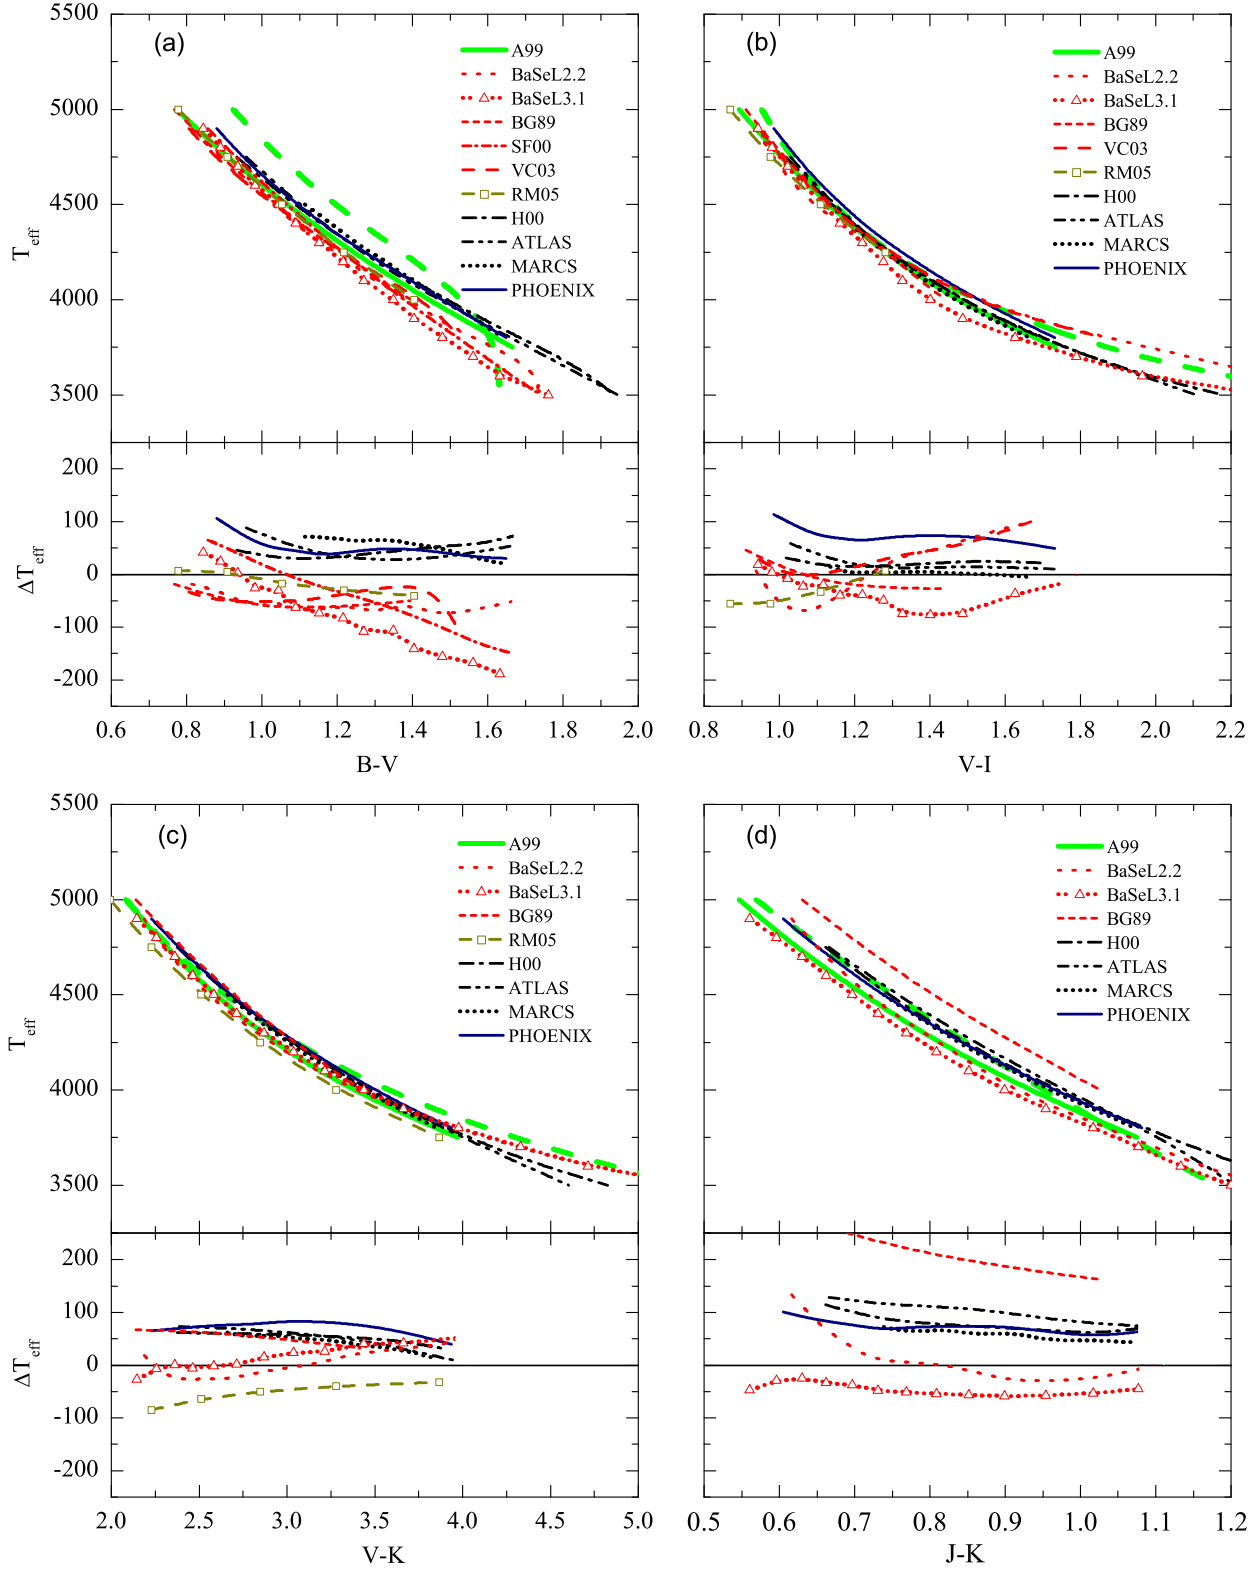 5500
5000
4500
4000
3500
T_eff
(a)
A99
BaSeL2.2
BaSeL3.1
BG89
SF00
VC03
RM05
H00
ATLAS
MARCS
PHOENIX
(b)
A99
BaSeL2.2
BaSeL3.1
BG89
VC03
RM05
H00
ATLAS
MARCS
PHOENIX
200
100
0
-100
-200
ΔT_eff
0.6 0.8 1.0 1.2 1.4 1.6 1.8 2.0
B-V
0.8 1.0 1.2 1.4 1.6 1.8 2.0 2.2
V-I
5500
5000
4500
4000
3500
T_eff
(c)
A99
BaSeL2.2
BaSeL3.1
BG89
RM05
H00
ATLAS
MARCS
PHOENIX
(d)
A99
BaSeL2.2
BaSeL3.1
BG89
H00
ATLAS
MARCS
PHOENIX
200
100
0
-100
-200
ΔT_eff
2.0 2.5 3.0 3.5 4.0 4.5 5.0
V-K
0.5 0.6 0.7 0.8 0.9 1.0 1.1 1.2
J-K